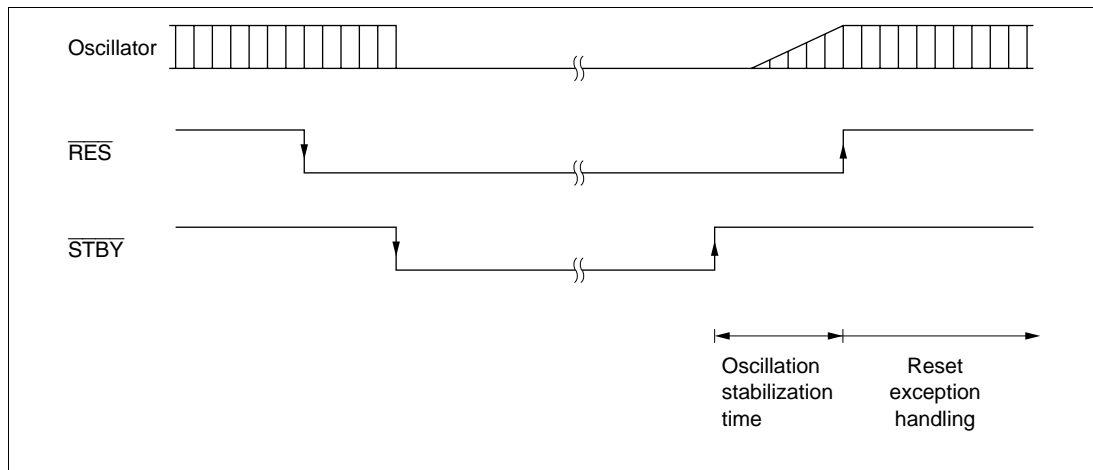 Oscillator
RES
STBY
Oscillation
stabilization
time
Reset
exception
handling